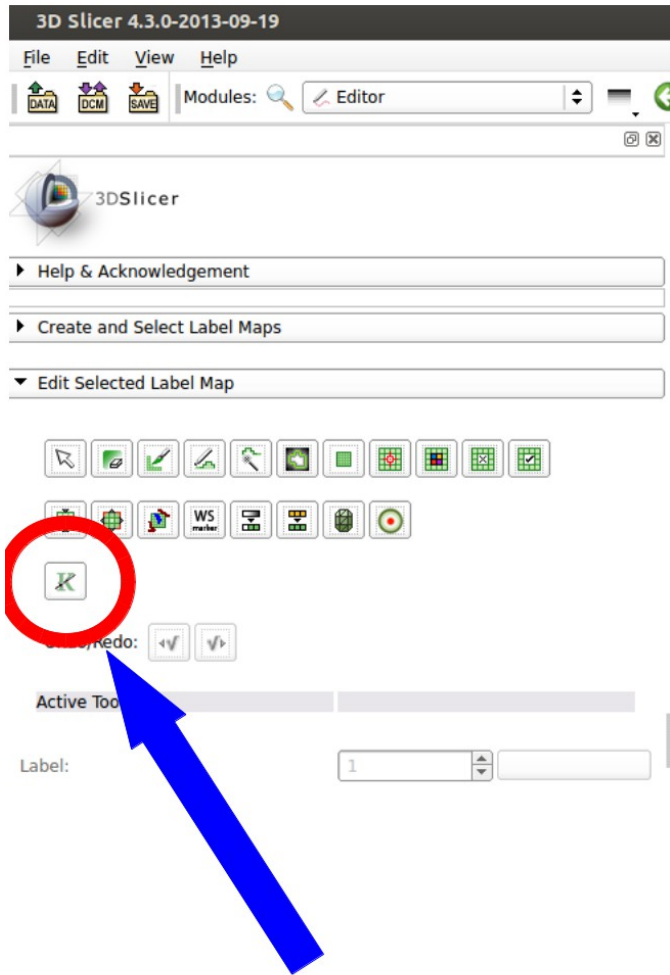 3D Slicer 4.3.0-2013-09-19
File Edit View Help
DATA DCM SAVE Modules: Editor
3DSlicer
Help & Acknowledgement
Create and Select Label Maps
Edit Selected Label Map
WS
marker
K
/Redo:
Active Too
Label: 1